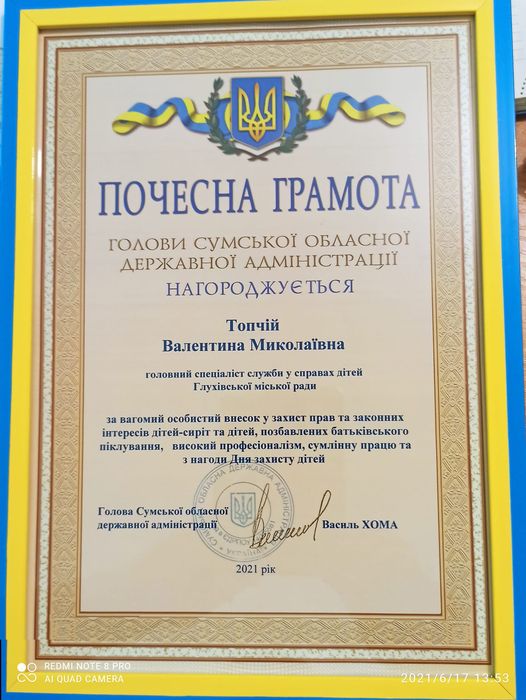 ПОЧЕСНА ГРАМОТА
ГОЛОВИ СУМСЬКОЇ ОБЛАСНОЇ
ДЕРЖАВНОЇ АДМІНІСТРАЦІЇ
НАГОРОДЖУЄТЬСЯ
Топчій
Валентина Миколаївна
головний спеціаліст служби у справах дітей
Глухівської міської ради
за вагомий особистий внесок у захист прав та законних
інтересів дітей-сиріт та дітей, позбавлених батьківського
піклування, високий професіоналізм, сумлінну працю та
з нагоди Дня захисту дітей
Голова Сумської обласної
державної адміністрації
Василь ХОМА
2021 рік
REDMI NOTE 8 PRO
AI QUAD CAMERA
2021/6/17 13:53